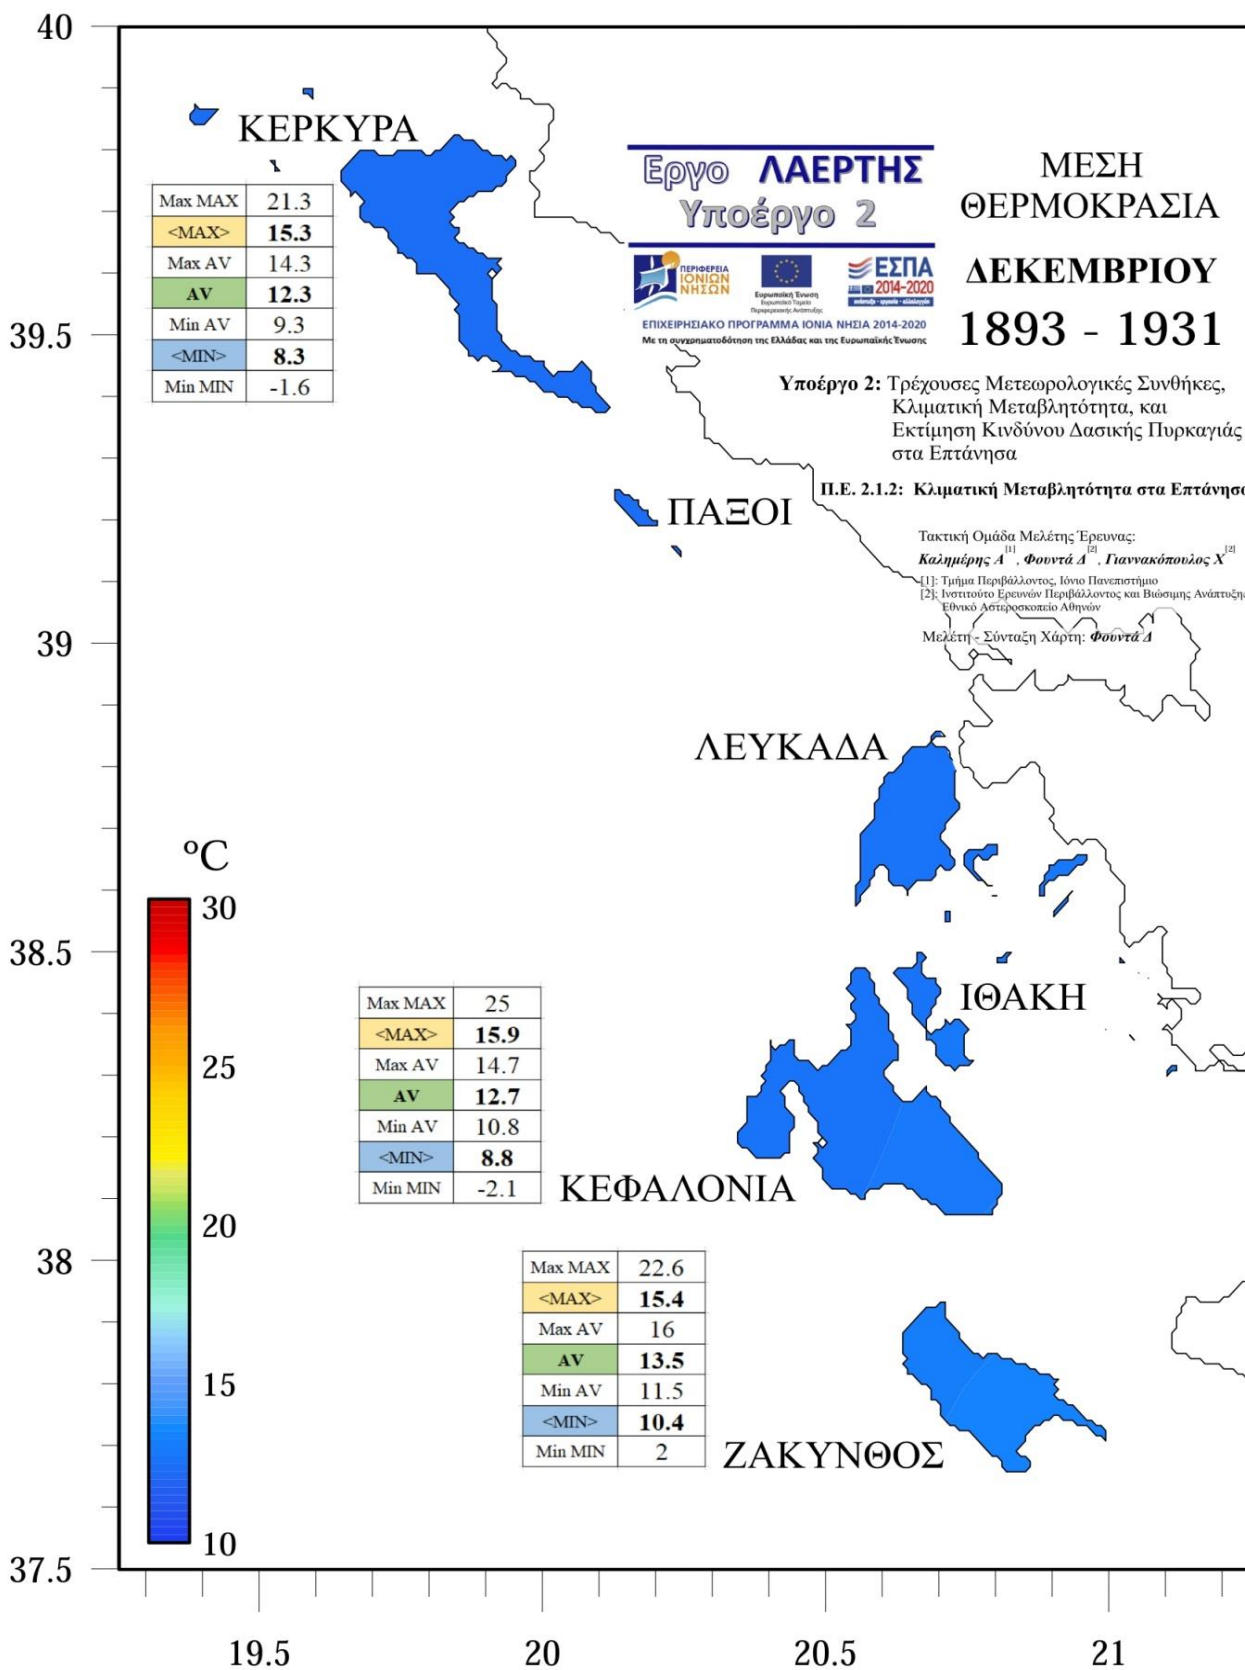 40
39.5
39
38.5
38
37.5
19.5
20
20.5
21
ΚΕΡΚΥΡΑ
Max MAX 21.3
<MAX> 15.3
Max AV 14.3
AV 12.3
Min AV 9.3
<MIN> 8.3
Min MIN -1.6
Εργο ΛΑΕΡΤΗΣ
Υποέργο 2
ΠΕΡΙΦΕΡΕΙΑ
ΙΟΝΙΩΝ
ΝΗΣΩΝ
Ευρωπαϊκή Ένωση
Ευρωπαϊκό Ταμείο
Περιφερειακής Ανάπτυξης
ΕΣΠΑ
2014-2020
ανάπτυξη - εργασία - αλληλεγγύη
ΕΠΙΧΕΙΡΗΣΙΑΚΟ ΠΡΟΓΡΑΜΜΑ ΙΟΝΙΑ ΝΗΣΙΑ 2014-2020
Με τη συγχρηματοδότηση της Ελλάδας και της Ευρωπαϊκής Ένωσης
ΜΕΣΗ
ΘΕΡΜΟΚΡΑΣΙΑ
ΔΕΚΕΜΒΡΙΟΥ
1893 - 1931
Υποέργο 2: Τρέχουσες Μετεωρολογικές Συνθήκες,
Κλιματική Μεταβλητότητα, και
Εκτίμηση Κινδύνου Δασικής Πυρκαγιάς
στα Επτάνησα
Π.Ε. 2.1.2: Κλιματική Μεταβλητότητα στα Επτάνησα
Τακτική Ομάδα Μελέτης Έρευνας:
Καλημέρης Α[1], Φουντά Δ[2], Γιαννακόπουλος Χ[2]
[1]: Τμήμα Περιβάλλοντος, Ιόνιο Πανεπιστήμιο
[2]: Ινστιτούτο Ερευνών Περιβάλλοντος και Βιώσιμης Ανάπτυξης
Εθνικό Αστεροσκοπείο Αθηνών
Μελέτη - Σύνταξη Χάρτη: Φουντά Δ
ΠΑΞΟΙ
ΛΕΥΚΑΔΑ
ΙΘΑΚΗ
°C
30
25
20
15
10
Max MAX 25
<MAX> 15.9
Max AV 14.7
AV 12.7
Min AV 10.8
<MIN> 8.8
Min MIN -2.1
ΚΕΦΑΛΟΝΙΑ
Max MAX 22.6
<MAX> 15.4
Max AV 16
AV 13.5
Min AV 11.5
<MIN> 10.4
Min MIN 2
ΖΑΚΥΝΘΟΣ